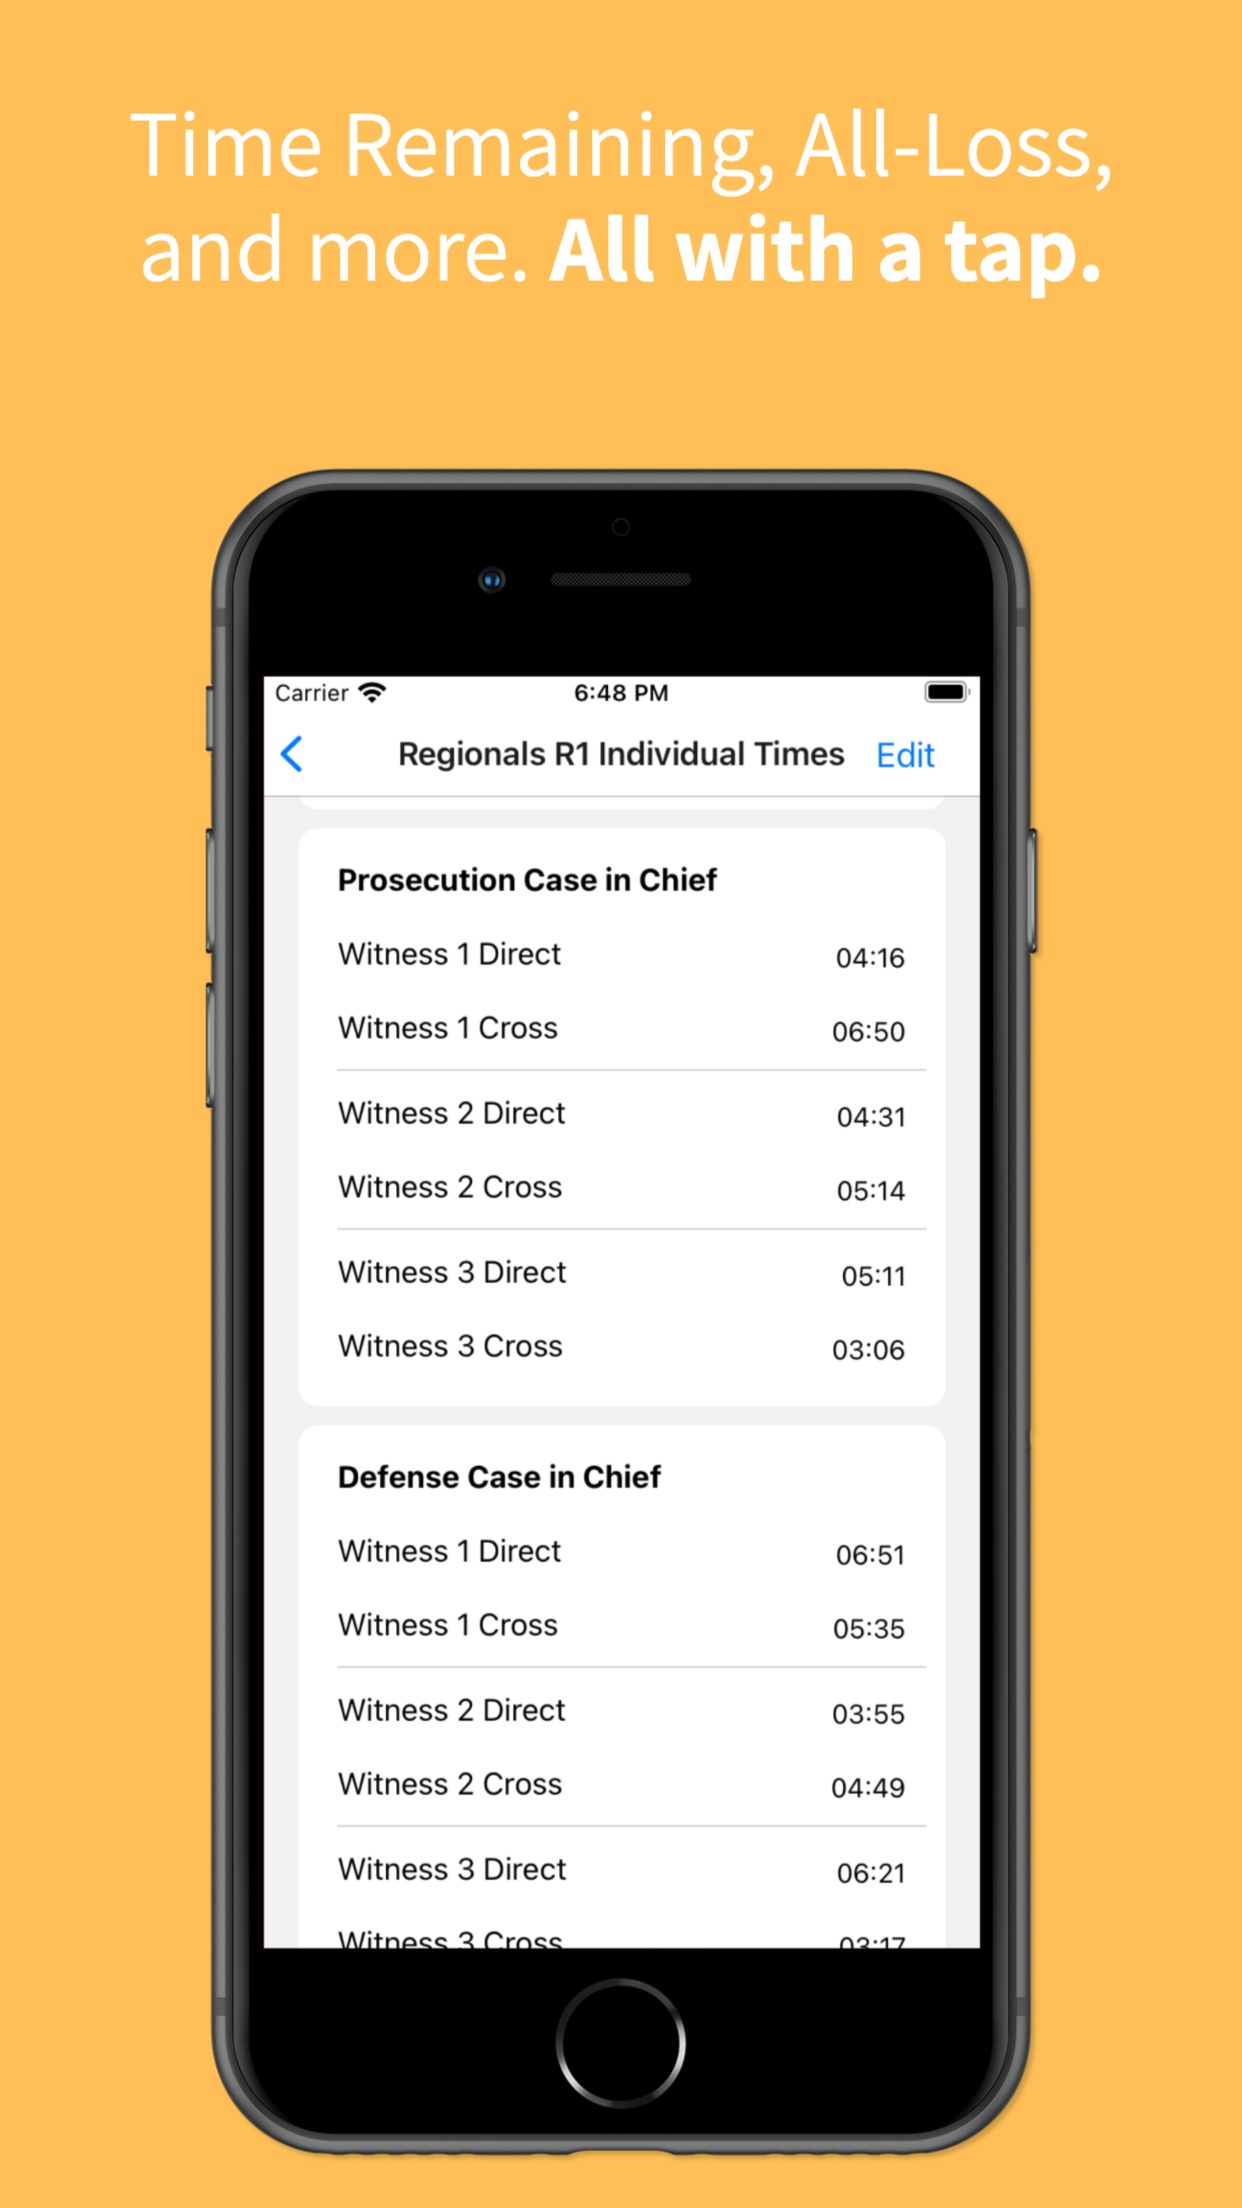 Time Remaining, All-Loss,
and more. All with a tap.
Carrier 6:48 PM
Regionals R1 Individual Times Edit
Prosecution Case in Chief
Witness 1 Direct 04:16
Witness 1 Cross 06:50
Witness 2 Direct 04:31
Witness 2 Cross 05:14
Witness 3 Direct 05:11
Witness 3 Cross 03:06
Defense Case in Chief
Witness 1 Direct 06:51
Witness 1 Cross 05:35
Witness 2 Direct 03:55
Witness 2 Cross 04:49
Witness 3 Direct 06:21
Witness 3 Cross 03:17